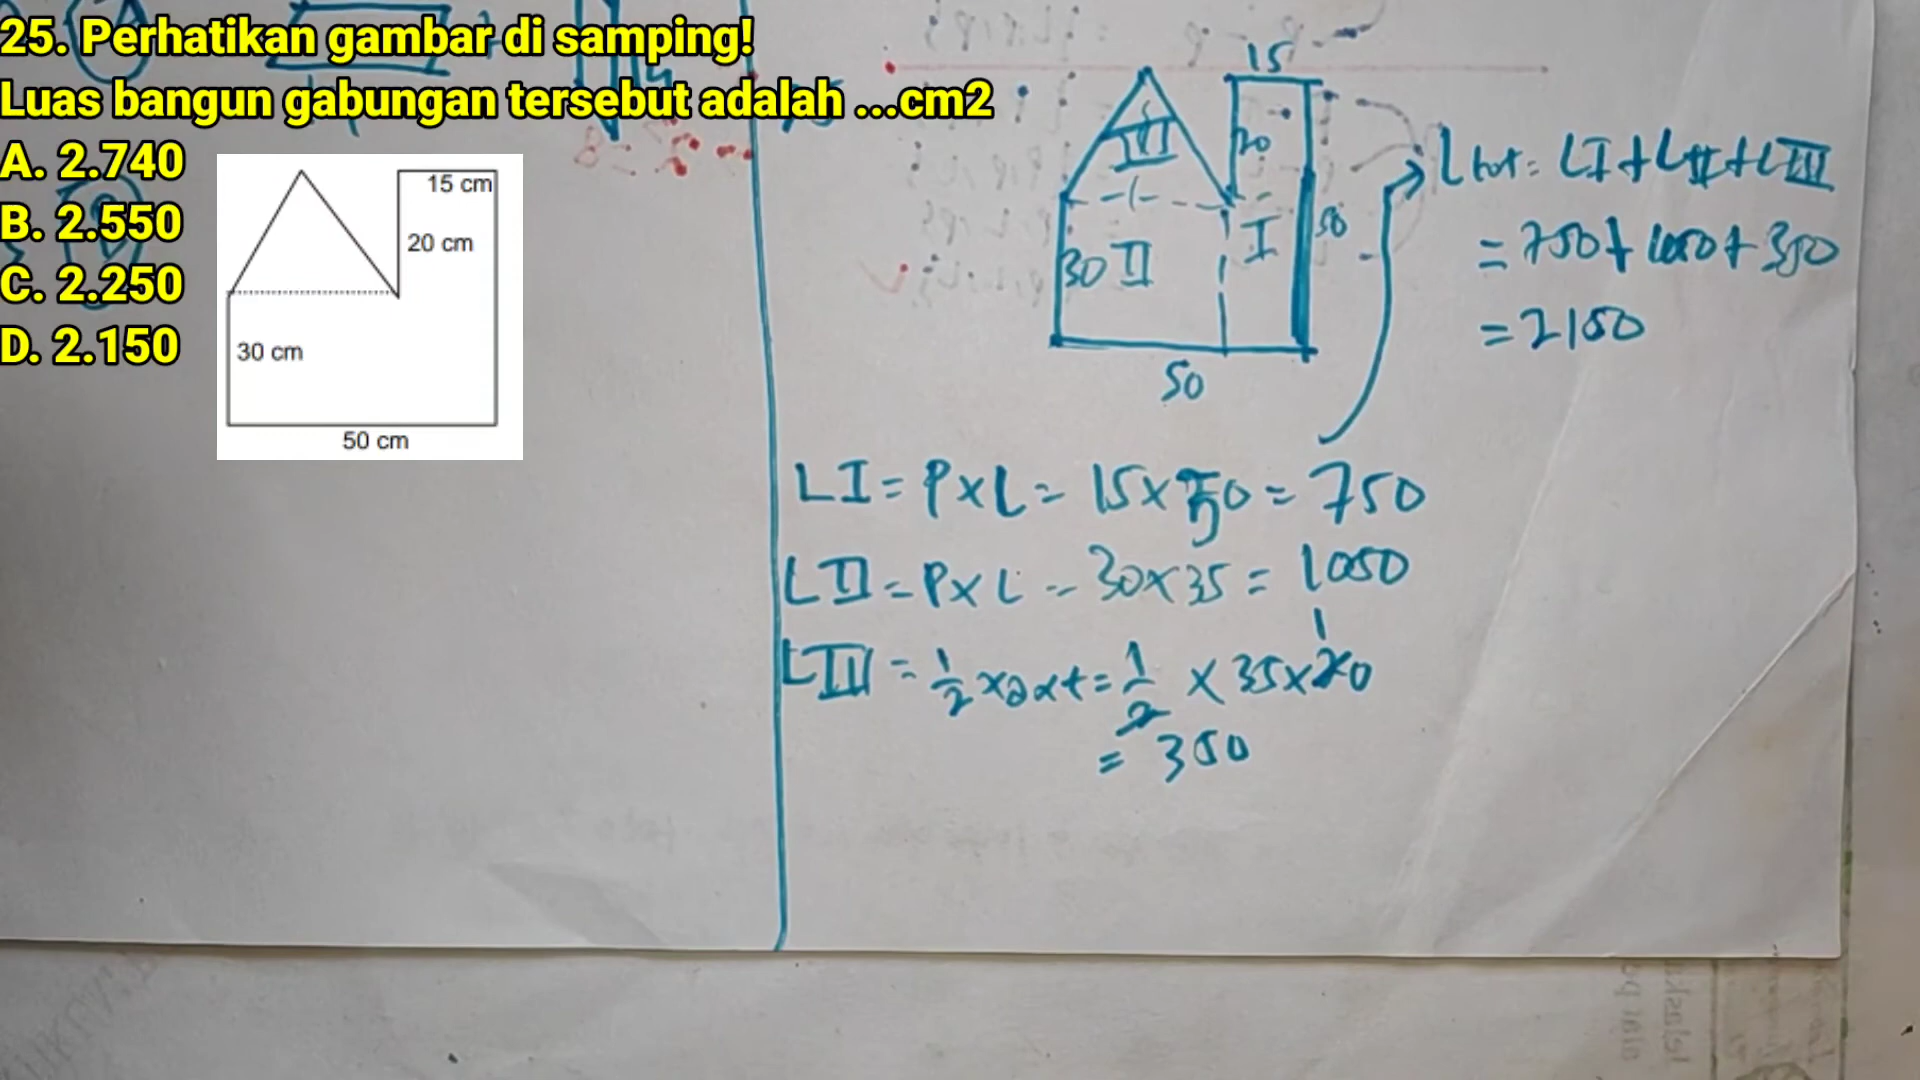 25. Perhatikan gambar di samping!
Luas bangun gabungan tersebut adalah ...cm2
A. 2.740
B. 2.550
C. 2.250
D. 2.150
15 cm
20 cm
30 cm
50 cm
15
20
III
I
50
30 II
50
L tot = LI + LII + LIII
= 750 + 1050 + 350
= 2150
LI = P x L = 15 x 50 = 750
LII = P x L = 30 x 35 = 1050
LIII = 1/2 x a x t = 1/2 x 35 x 20
1
= 350